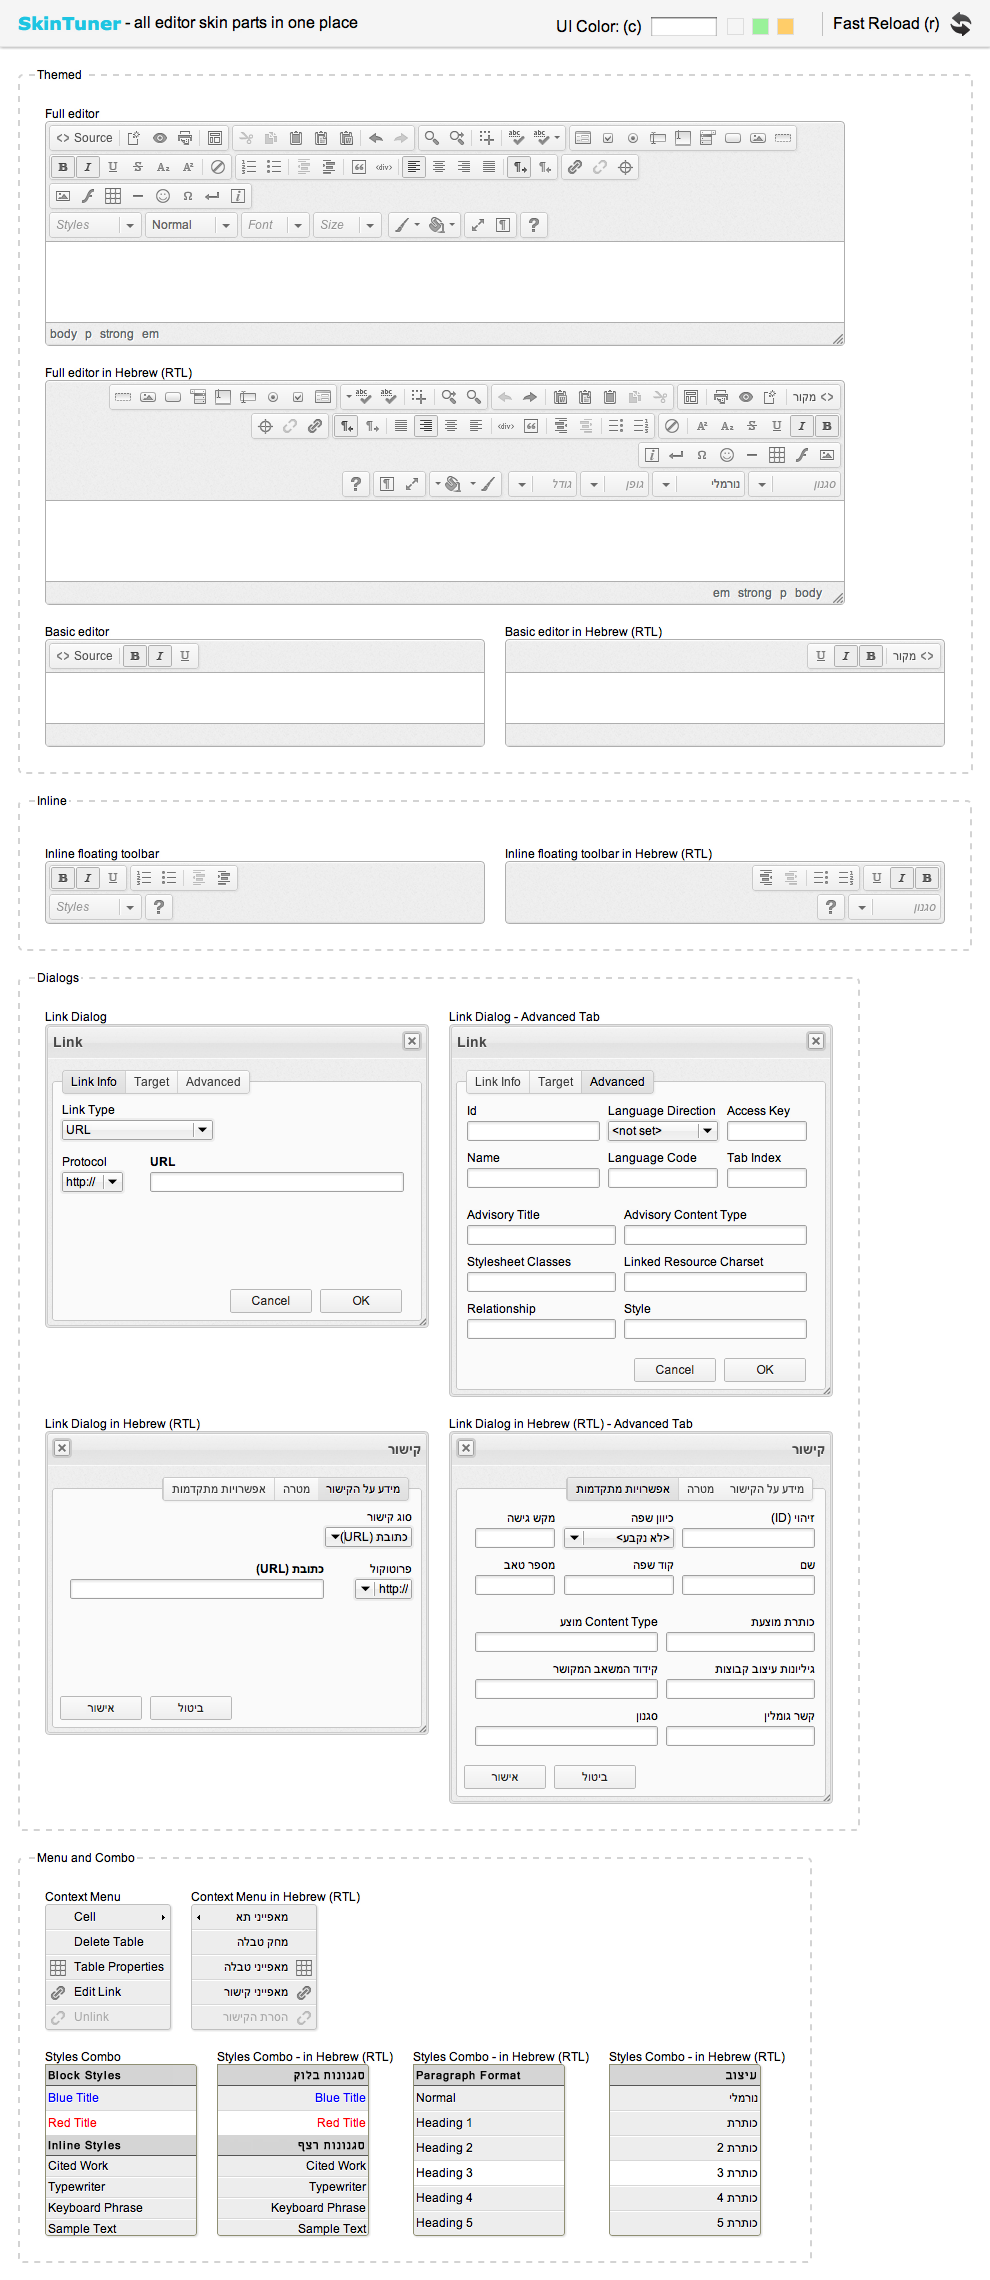 SkinTuner - all editor skin parts in one place
UI Color: (c)
Fast Reload (r)
Themed
Full editor
Source
Styles Normal Font Size
body p strong em
Full editor in Hebrew (RTL)
מקור
סגנון נורמלי גופן גודל
em strong p body
Basic editor
Source B I U
Basic editor in Hebrew (RTL)
U I B מקור
Inline
Inline floating toolbar
B I U
Styles ?
Inline floating toolbar in Hebrew (RTL)
U I B
? סגנון
Dialogs
Link Dialog
Link
Link Info Target Advanced
Link Type
URL
Protocol URL
http://
Cancel OK
Link Dialog - Advanced Tab
Link
Link Info Target Advanced
Id Language Direction Access Key
<not set>
Name Language Code Tab Index
Advisory Title Advisory Content Type
Stylesheet Classes Linked Resource Charset
Relationship Style
Cancel OK
Link Dialog in Hebrew (RTL)
קישור
מידע על הקישור מטרה אפשרויות מתקדמות
סוג קישור
כתובת (URL)
פרוטוקול כתובת (URL)
http://
ביטול אישור
Link Dialog in Hebrew (RTL) - Advanced Tab
קישור
מידע על הקישור מטרה אפשרויות מתקדמות
זיהוי (ID) כיוון שפה מקש גישה
<לא נקבע>
שם קוד שפה מספר טאב
כותרת מוצעת Content Type מוצע
גיליונות עיצוב קבוצות קידוד המשאב המקושר
קשר גומלין סגנון
ביטול אישור
Menu and Combo
Context Menu
Cell
Delete Table
Table Properties
Edit Link
Unlink
Context Menu in Hebrew (RTL)
מאפייני תא
מחק טבלה
מאפייני טבלה
מאפייני קישור
הסרת הקישור
Styles Combo
Block Styles
Blue Title
Red Title
Inline Styles
Cited Work
Typewriter
Keyboard Phrase
Sample Text
Styles Combo - in Hebrew (RTL)
סגנונות בלוק
Blue Title
Red Title
סגנונות רצף
Cited Work
Typewriter
Keyboard Phrase
Sample Text
Styles Combo - in Hebrew (RTL)
Paragraph Format
Normal
Heading 1
Heading 2
Heading 3
Heading 4
Heading 5
Styles Combo - in Hebrew (RTL)
עיצוב
נורמלי
כותרת
כותרת 2
כותרת 3
כותרת 4
כותרת 5